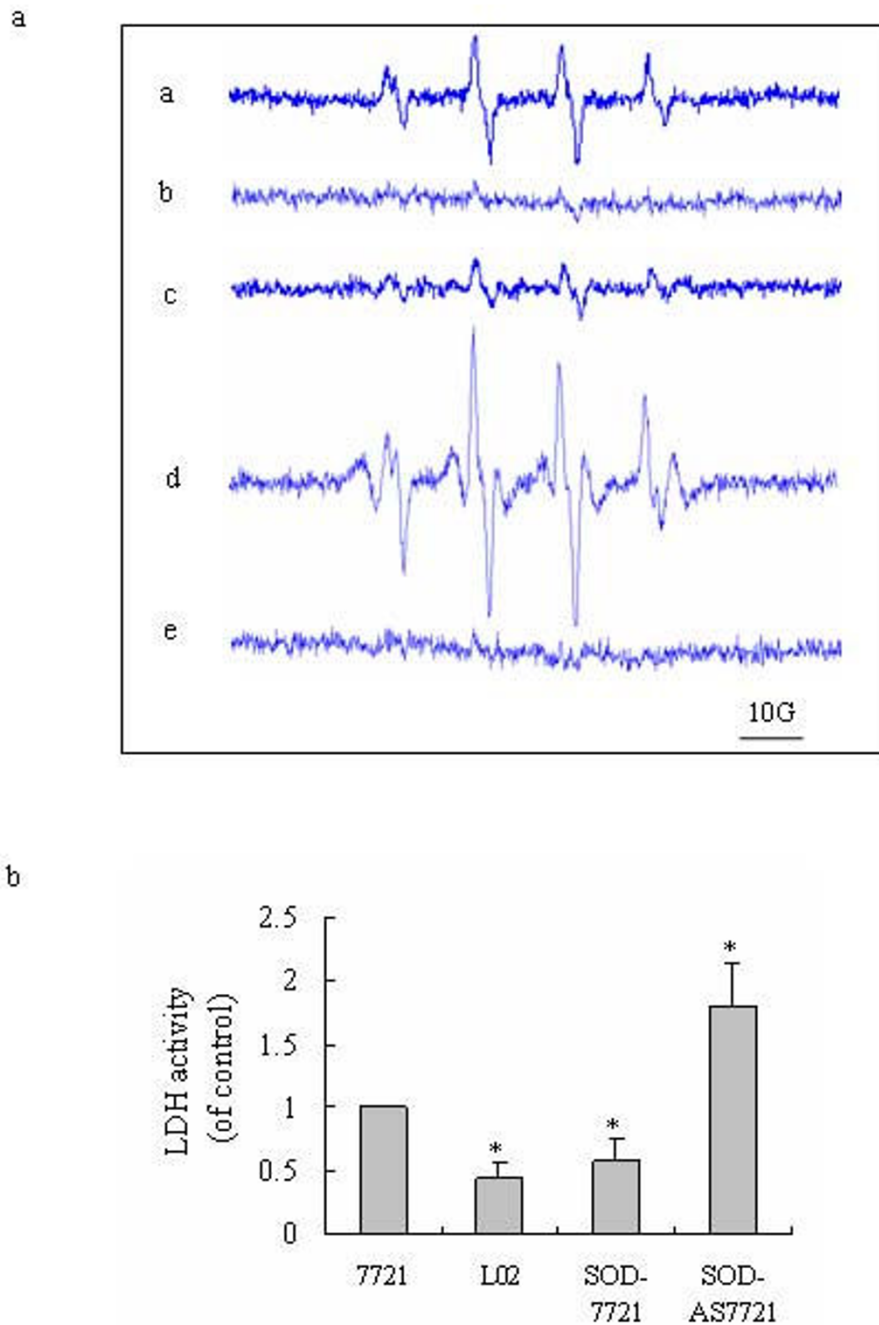 a
a
b
c
d
e
10G
b
LDH activity
(of control)
2.5
2
1.5
1
0.5
0
*
*
*
7721
L02
SOD-
7721
SOD-
AS7721